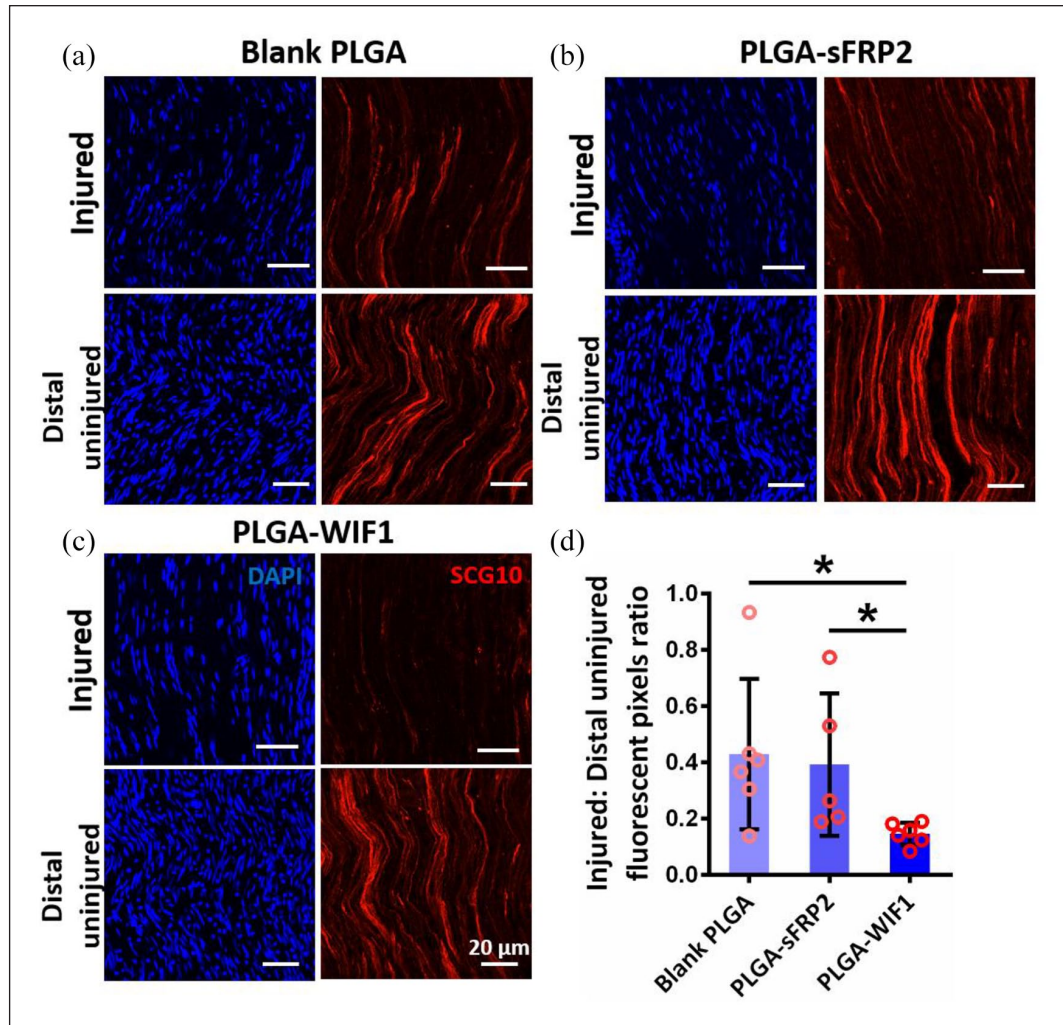 (a)
Blank PLGA
Injured
Distal
uninjured
(b)
PLGA-sFRP2
Injured
Distal
uninjured
(c)
PLGA-WIF1
DAPI
SCG10
Injured
Distal
uninjured
20 µm
(d)
Injured: Distal uninjured
fluorescent pixels ratio
1.0
0.8
0.6
0.4
0.2
0.0
*
*
Blank PLGA
PLGA-sFRP2
PLGA-WIF1